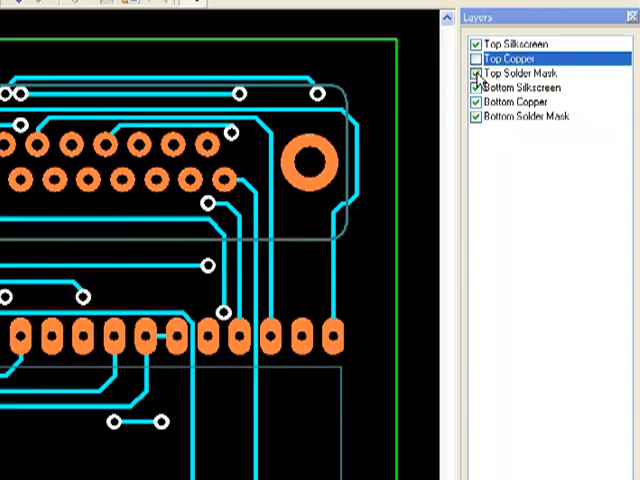 Layers
Top Silkscreen
Top Copper
Top Solder Mask
Bottom Silkscreen
Bottom Copper
Bottom Solder Mask